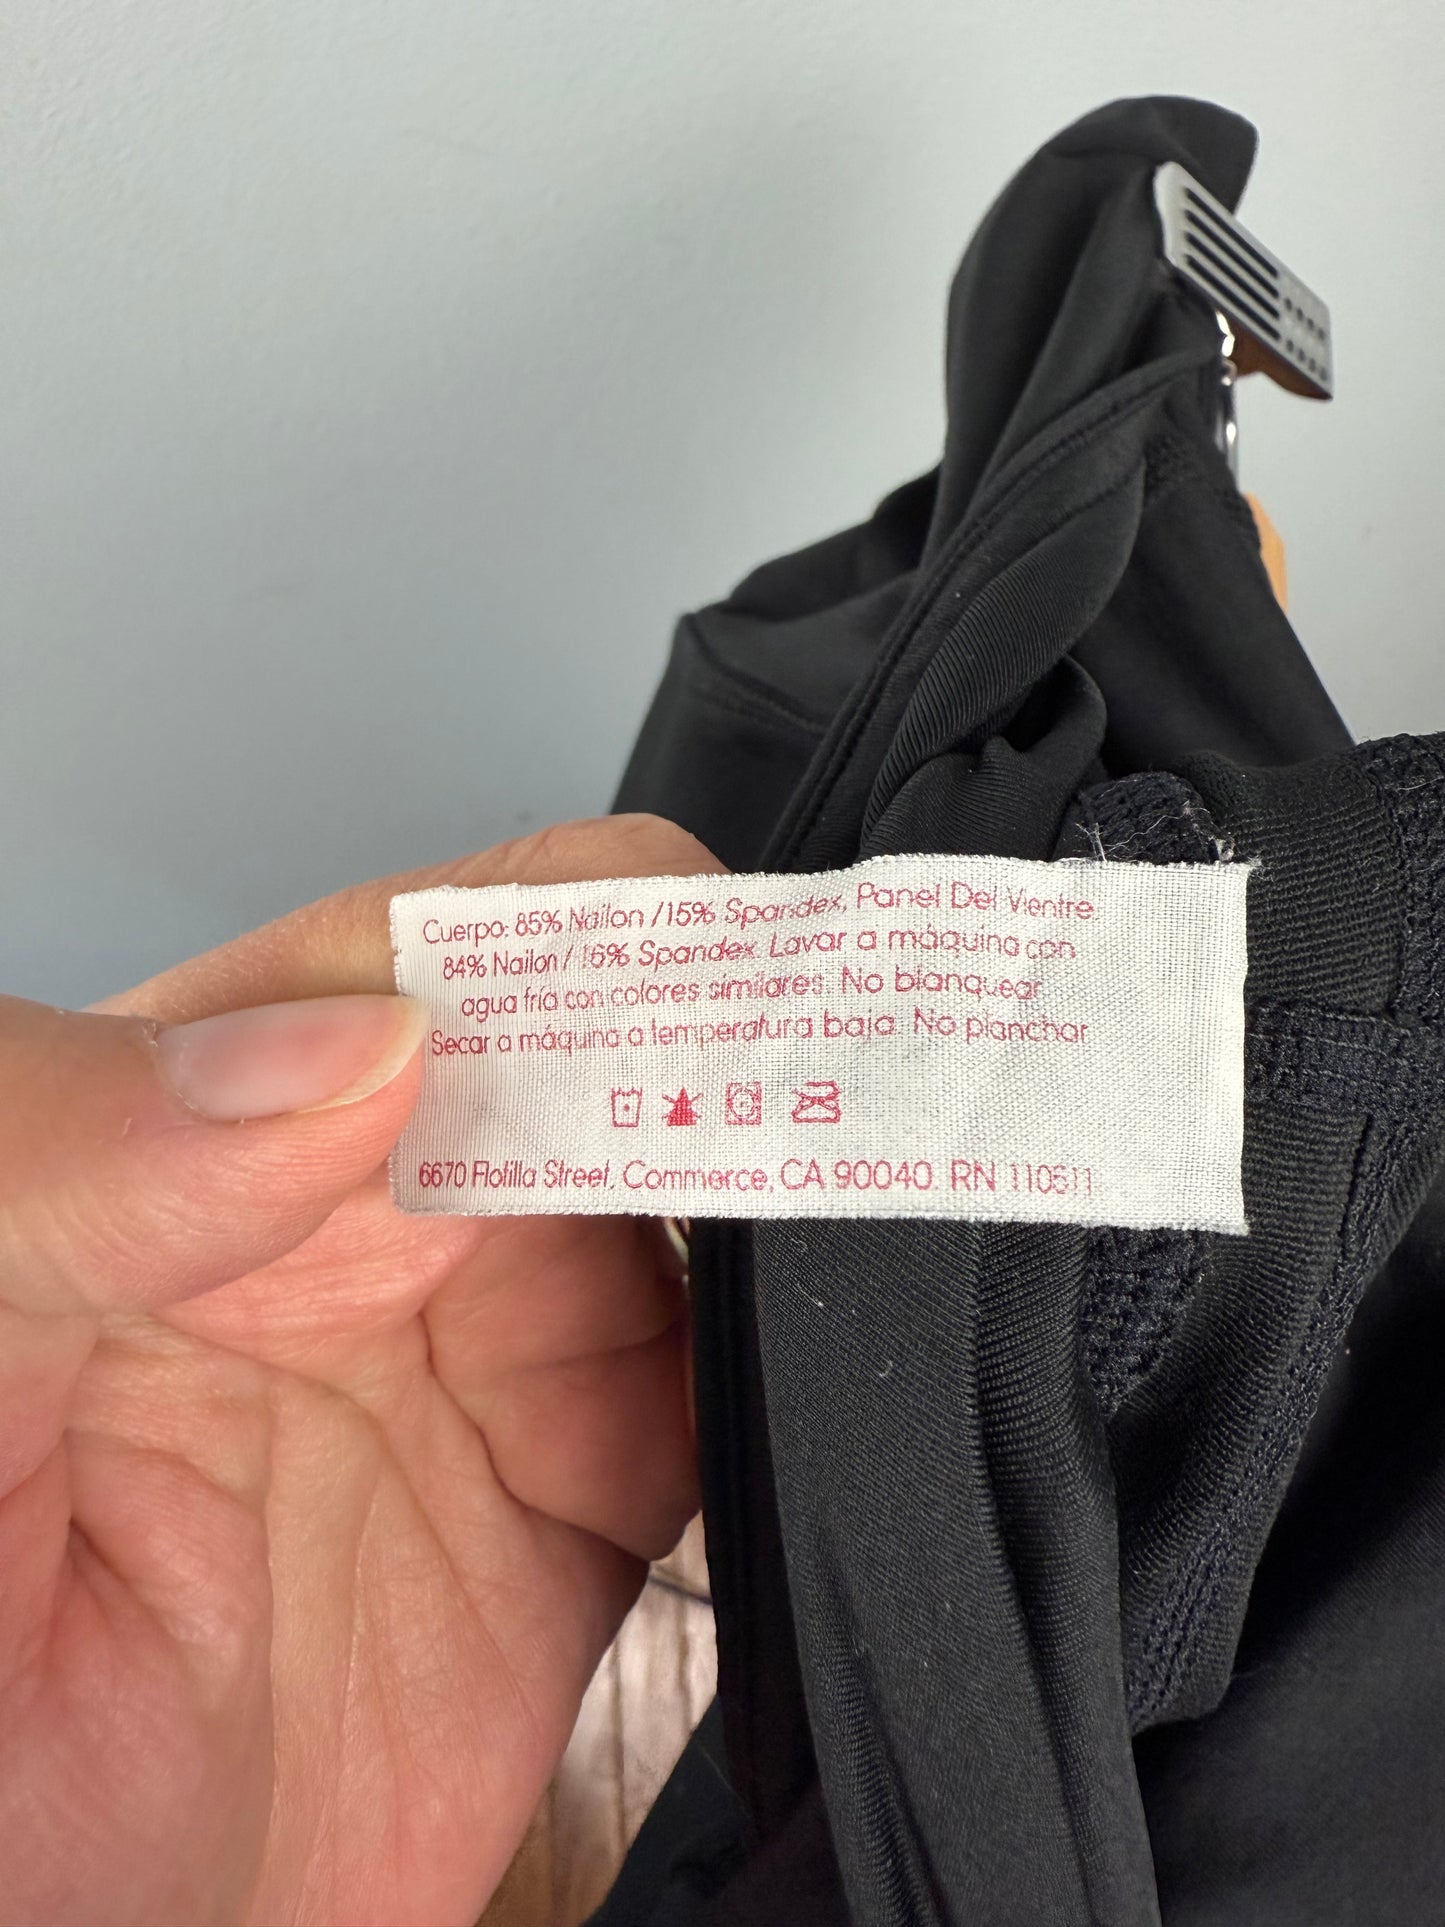 Cuerpo: 85% Nailon /15% Spandex, Panel Del Vientre:
84% Nailon / 16% Spandex. Lavar a máquina con
agua fría con colores similares. No blanquear
Secar a máquina a temperatura baja. No planchar
6670 Flotilla Street, Commerce, CA 90040 RN 110511